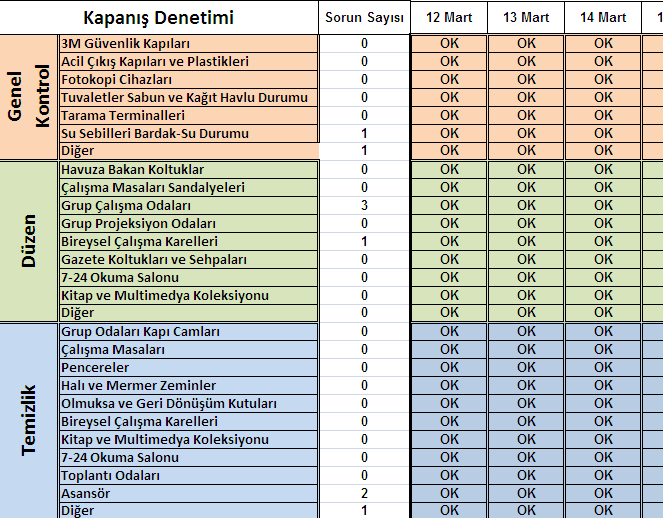 Kapanış Denetimi Sorun Sayısı 12 Mart 13 Mart 14 Mart 1
Genel Kontrol
3M Güvenlik Kapıları 0 OK OK OK
Acil Çıkış Kapıları ve Plastikleri 0 OK OK OK
Fotokopi Cihazları 0 OK OK OK
Tuvaletler Sabun ve Kağıt Havlu Durumu 0 OK OK OK
Tarama Terminalleri 0 OK OK OK
Su Sebilleri Bardak-Su Durumu 1 OK OK OK
Diğer 1 OK OK OK
Düzen
Havuza Bakan Koltuklar 0 OK OK OK
Çalışma Masaları Sandalyeleri 0 OK OK OK
Grup Çalışma Odaları 3 OK OK OK
Grup Projeksiyon Odaları 0 OK OK OK
Bireysel Çalışma Karelleri 1 OK OK OK
Gazete Koltukları ve Sehpaları 0 OK OK OK
7-24 Okuma Salonu 0 OK OK OK
Kitap ve Multimedya Koleksiyonu 0 OK OK OK
Diğer 0 OK OK OK
Temizlik
Grup Odaları Kapı Camları 0 OK OK OK
Çalışma Masaları 0 OK OK OK
Pencereler 0 OK OK OK
Halı ve Mermer Zeminler 0 OK OK OK
Olmuksa ve Geri Dönüşüm Kutuları 0 OK OK OK
Bireysel Çalışma Karelleri 0 OK OK OK
Kitap ve Multimedya Koleksiyonu 0 OK OK OK
7-24 Okuma Salonu 0 OK OK OK
Toplantı Odaları 0 OK OK OK
Asansör 2 OK OK OK
Diğer 1 OK OK OK